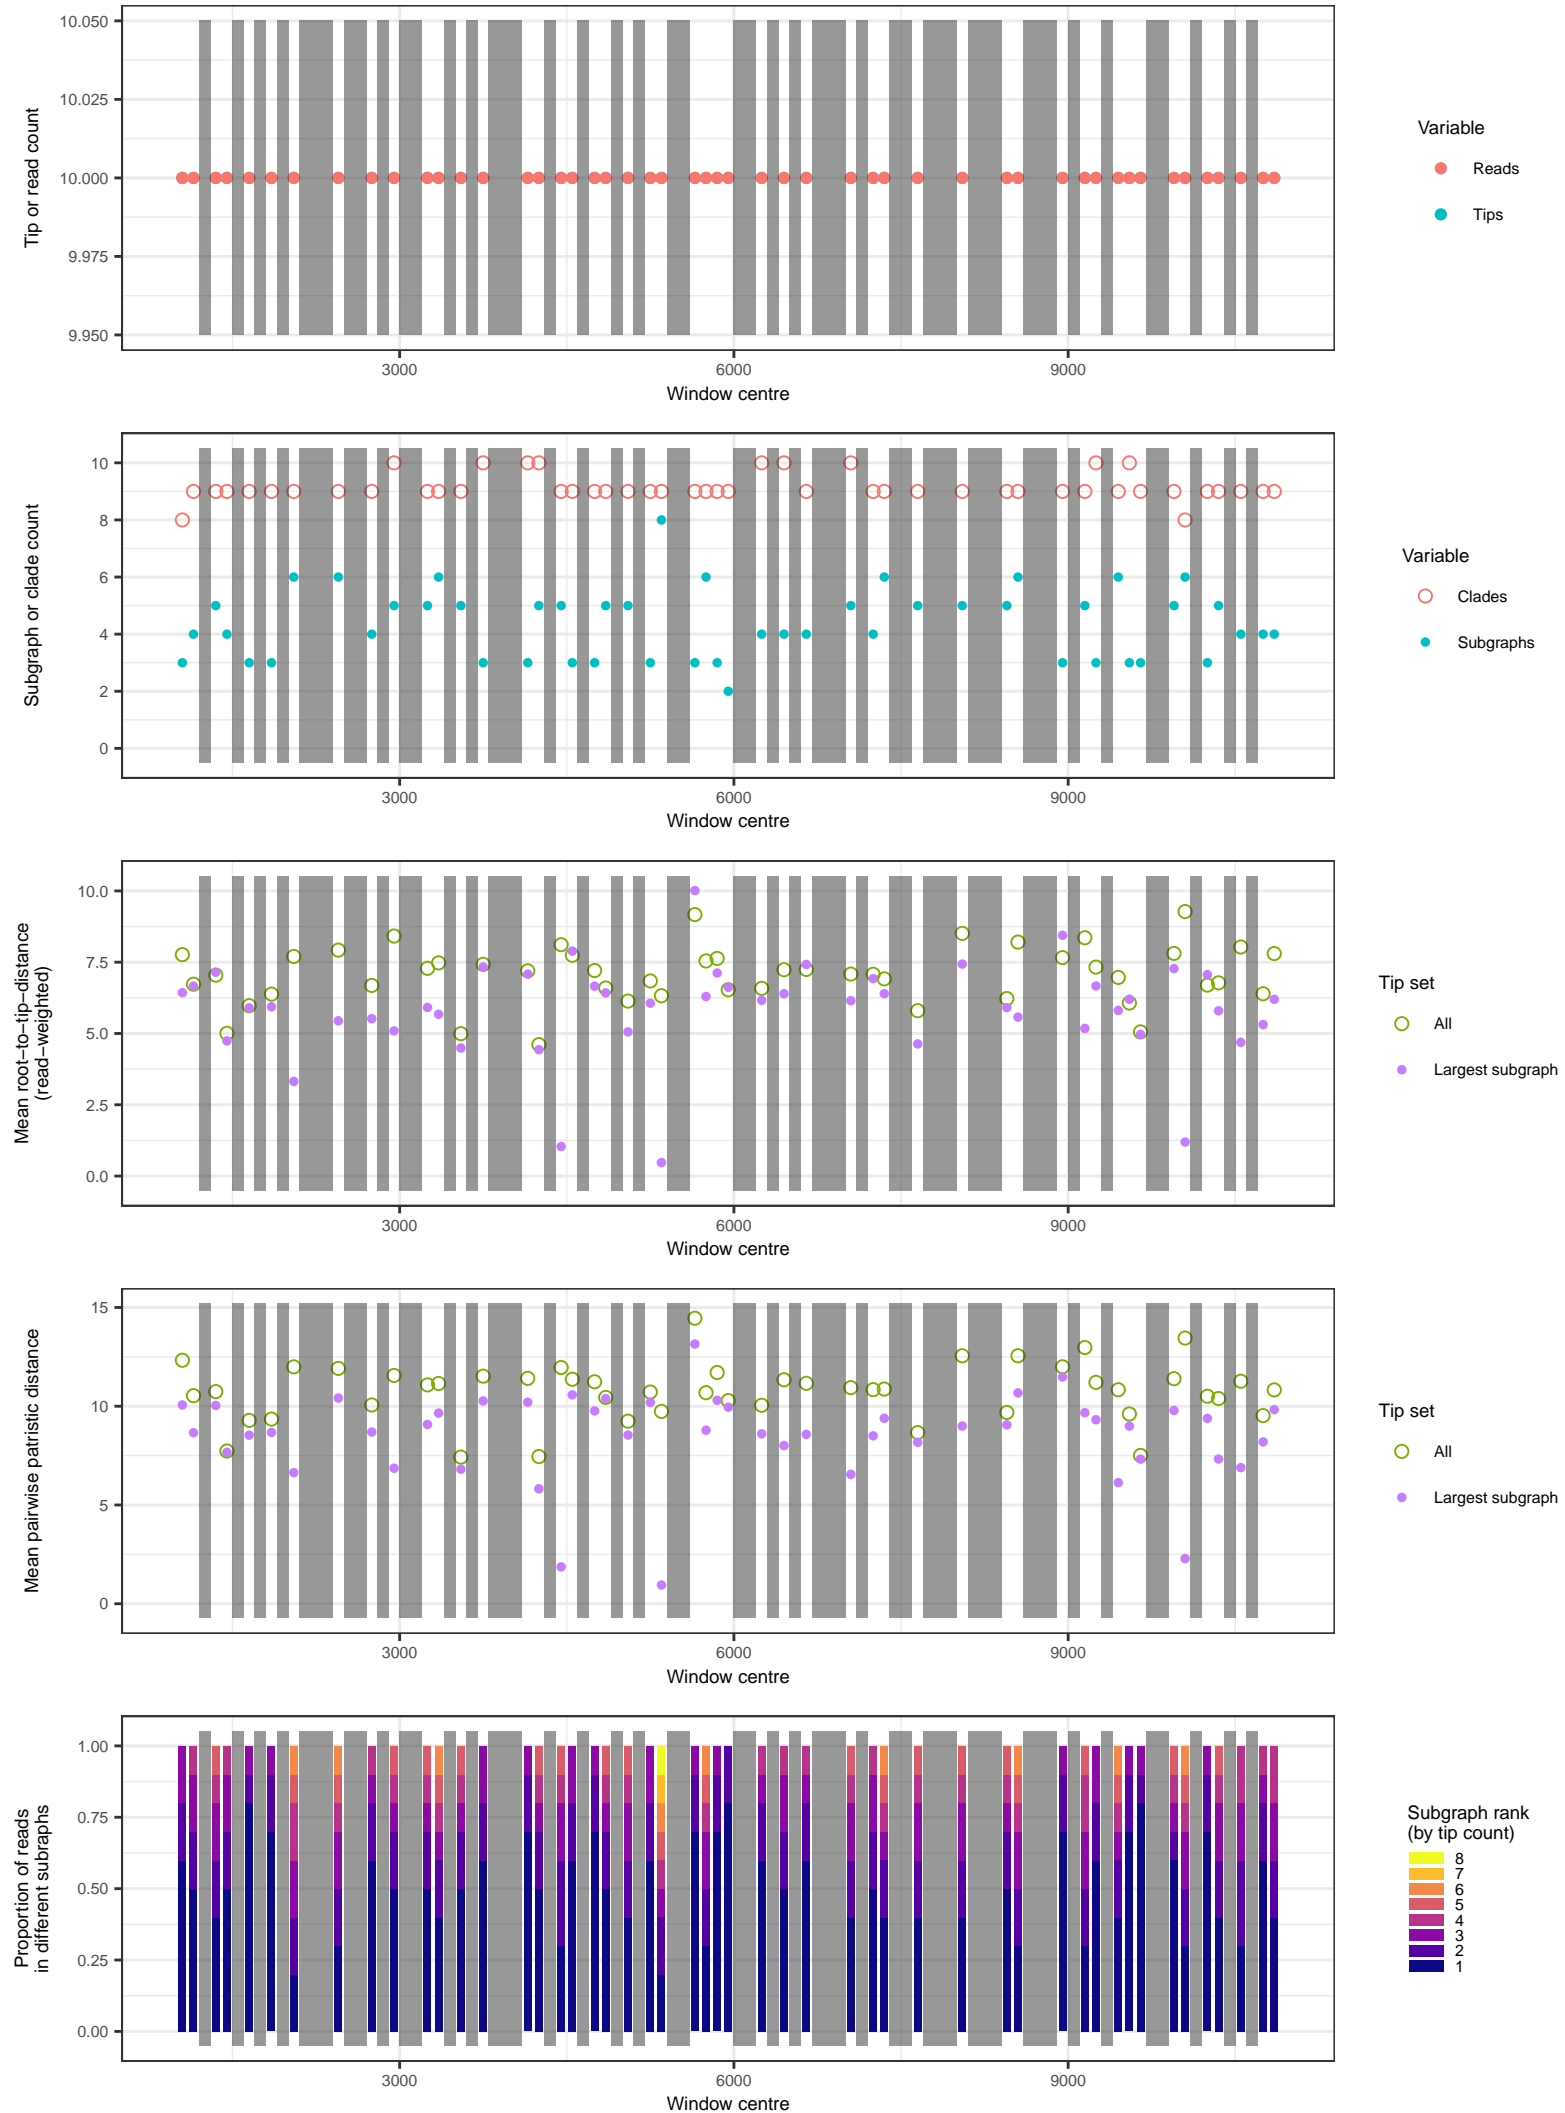 10.050
10.025
10.000
9.975
9.950
Tip or read count
3000
6000
9000
Window centre
Variable
Reads
Tips
10
8
6
4
2
0
Subgraph or clade count
3000
6000
9000
Window centre
Variable
Clades
Subgraphs
10.0
7.5
5.0
2.5
0.0
Mean root−to−tip−distance
(read−weighted)
3000
6000
9000
Window centre
Tip set
All
Largest subgraph
15
10
5
0
Mean pairwise patristic distance
3000
6000
9000
Window centre
Tip set
All
Largest subgraph
1.00
0.75
0.50
0.25
0.00
Proportion of reads
in different subraphs
3000
6000
9000
Window centre
Subgraph rank
(by tip count)
8
7
6
5
4
3
2
1